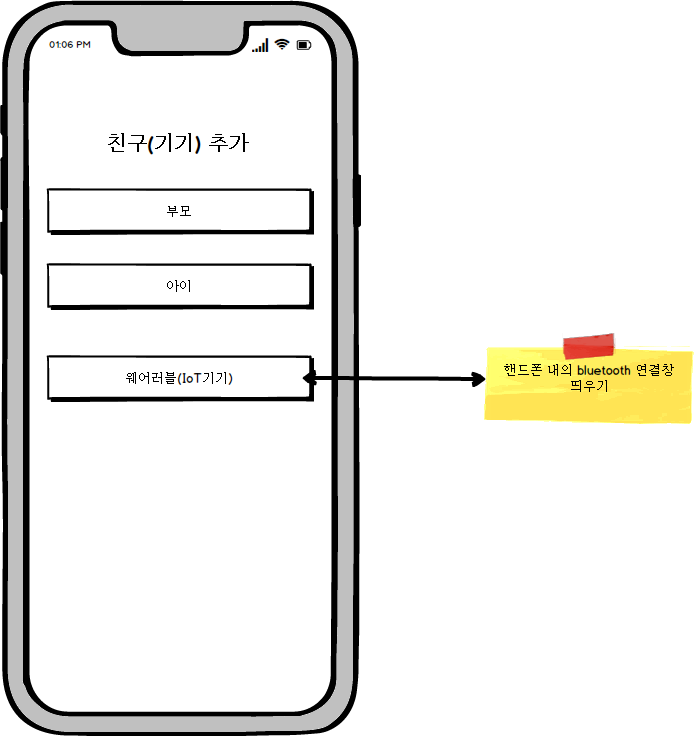 01:06 PM
친구(기기) 추가
부모
아이
웨어러블(IoT기기)
핸드폰 내의 bluetooth 연결창
띄우기